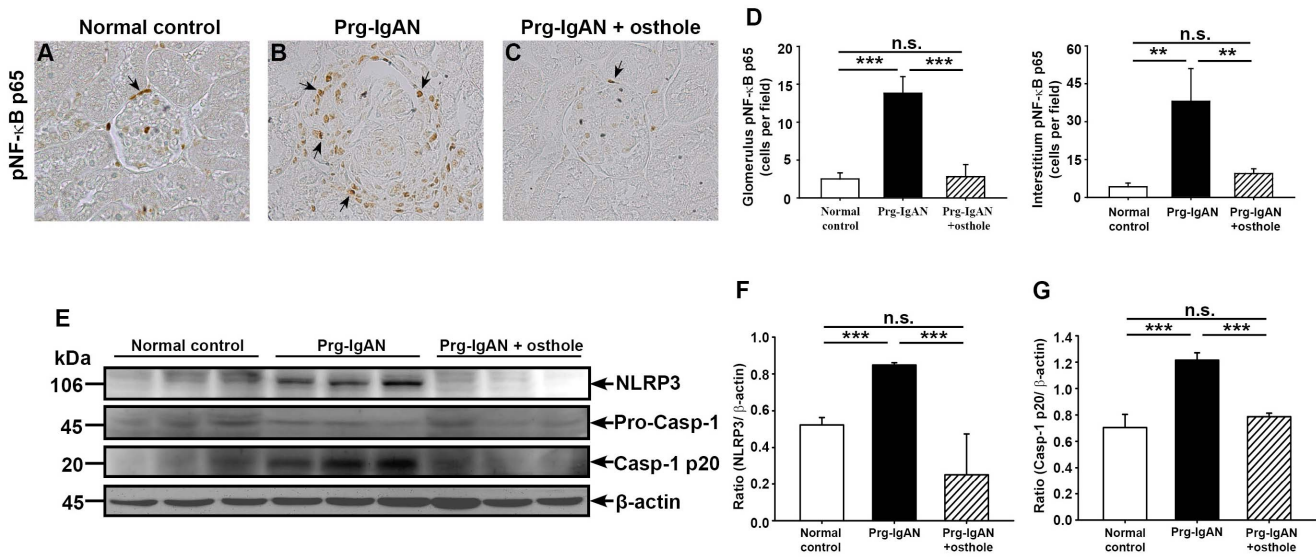 Normal control
Prg-IgAN
Prg-IgAN + osthole
pNF-κB p65
A
B
C
D
Glomerulus pNF-κB p65
(cells per field)
20
15
10
5
0
n.s.
***
***
Normal
control
Prg-IgAN
Prg-IgAN
+osthole
Interstitium pNF-κB p65
(cells per field)
60
45
30
15
0
n.s.
**
**
Normal
control
Prg-IgAN
Prg-IgAN
+osthole
E
kDa
Normal control
Prg-IgAN
Prg-IgAN + osthole
106
NLRP3
45
Pro-Casp-1
20
Casp-1 p20
45
β-actin
F
Ratio (NLRP3/ β-actin)
1.0
0.8
0.6
0.4
0.2
0.0
n.s.
***
***
Normal
control
Prg-IgAN
Prg-IgAN
+osthole
G
Ratio (Casp-1 p20/ β-actin)
1.4
1.2
1.0
0.8
0.6
0.4
0.2
0.0
n.s.
***
***
Normal
control
Prg-IgAN
Prg-IgAN
+osthole